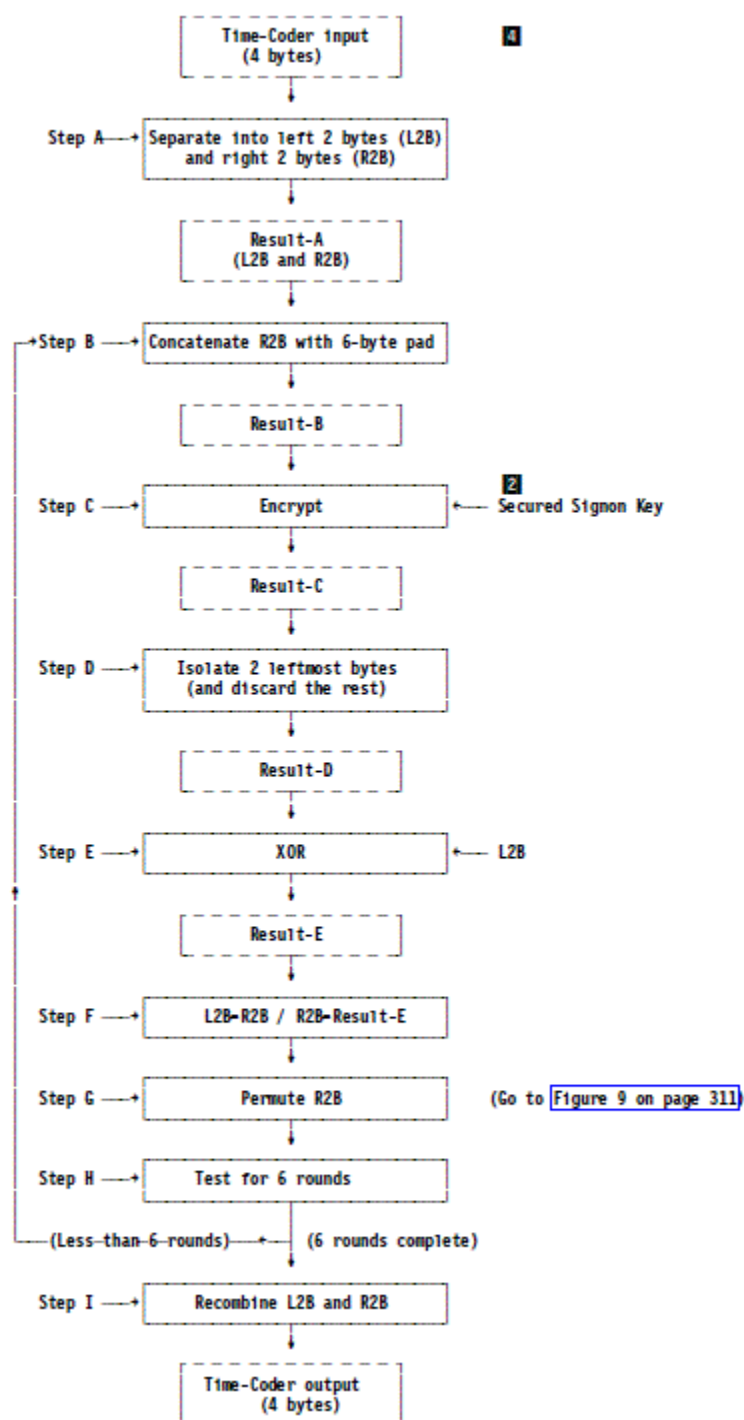 Time-Coder input 4
(4 bytes)
Step A Separate into left 2 bytes (L2B)
and right 2 bytes (R2B)
Result-A
(L2B and R2B)
Step B Concatenate R2B with 6-byte pad
Result-B
2
Step C Encrypt Secured Signon Key
Result-C
Step D Isolate 2 leftmost bytes
(and discard the rest)
Result-D
Step E XOR L2B
Result-E
Step F L2B=R2B / R2B=Result-E
Step G Permute R2B (Go to Figure 9 on page 311)
Step H Test for 6 rounds
(Less than 6 rounds) (6 rounds complete)
Step I Recombine L2B and R2B
Time-Coder output
(4 bytes)